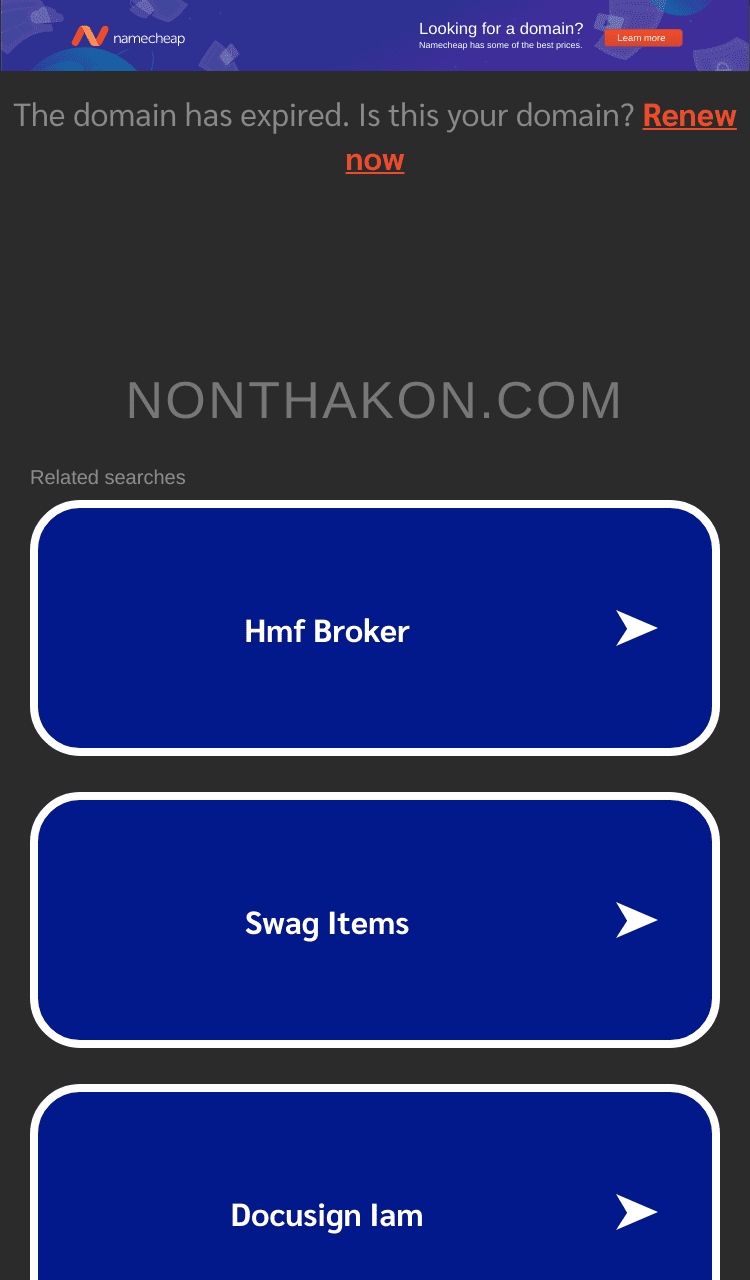 namecheap
Looking for a domain?
Namecheap has some of the best prices.
Learn more
The domain has expired. Is this your domain? Renew
now
NONTHAKON.COM
Related searches
Hmf Broker
Swag Items
Docusign Iam